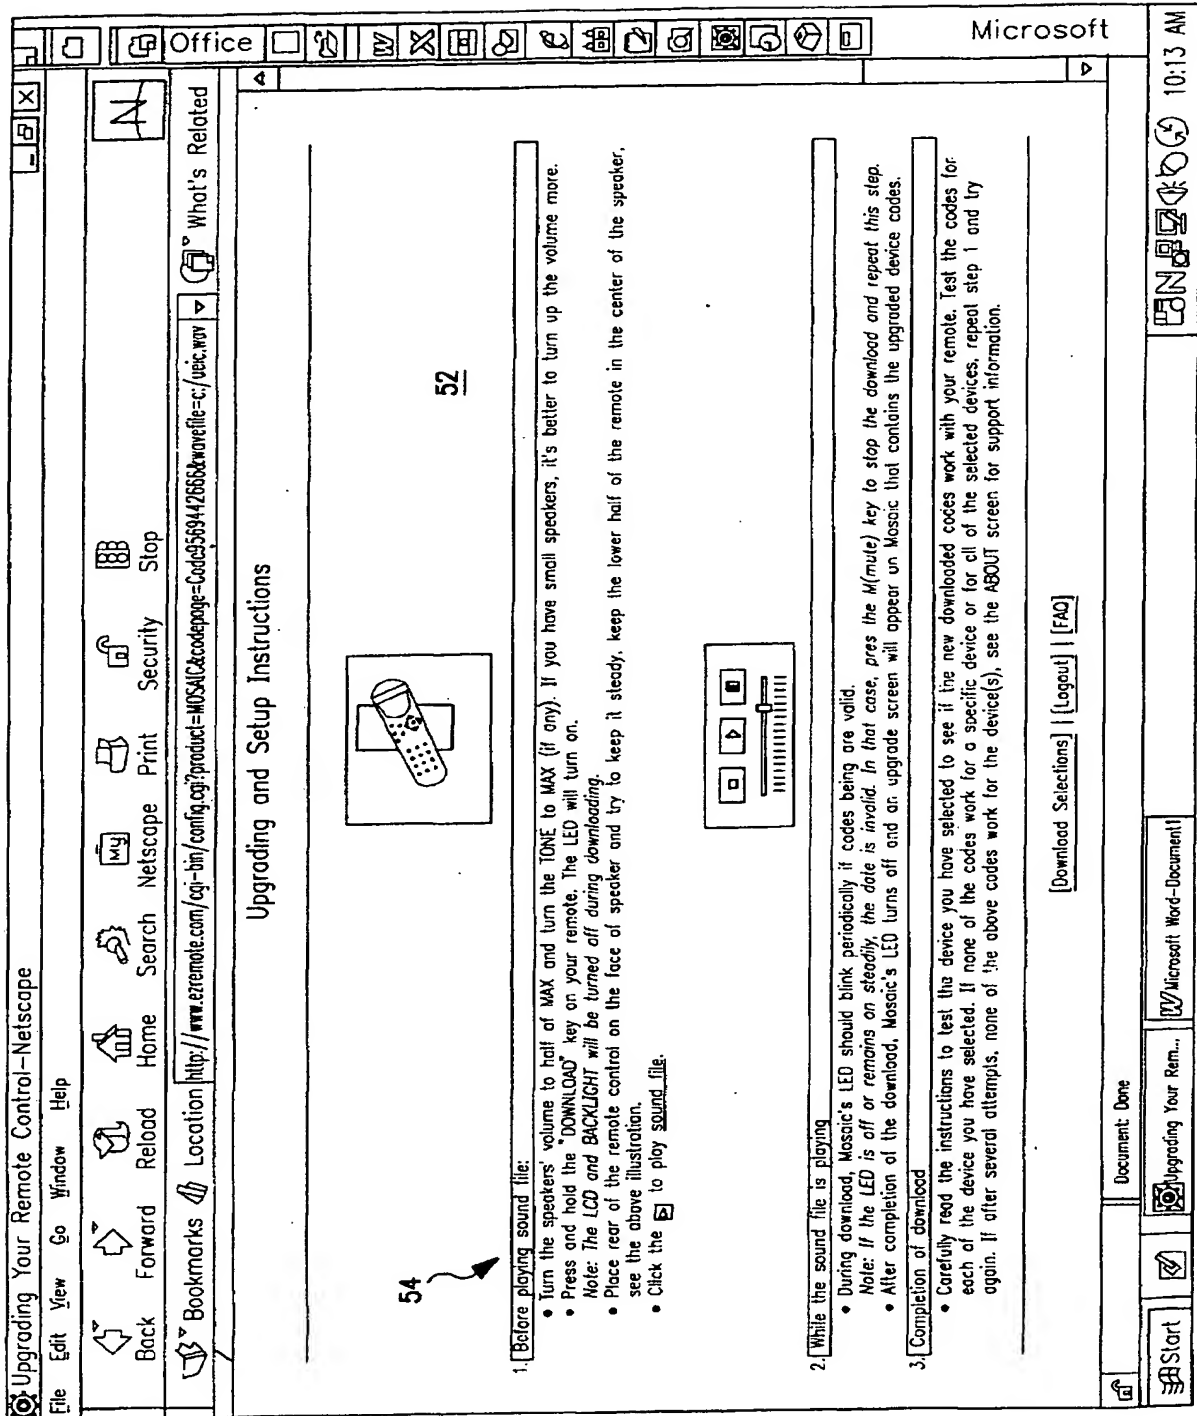 Upgrading Your Remote Control–Netscape
File Edit View Go Window Help
Back Forward Reload Home Search Netscape Print Security Stop
My
N
Bookmarks Location http://www.ezremote.com/cgi-bin/config.cgi?product=MOSAIC&codepage=Code9569442666&wavefile=c:/ueic.wav What's Related
Upgrading and Setup Instructions
52
54
1. Before playing sound file:
• Turn the speakers' volume to half of MAX and turn the TONE to MAX (if any). If you have small speakers, it's better to turn up the volume more.
• Press and hold the "DOWNLOAD" key on your remote. The LED will turn on.
Note: The LCD and BACKLIGHT will be turned off during downloading.
• Place rear of the remote control on the face of speaker and try to keep it steady, keep the lower half of the remote in the center of the speaker,
see the above illustration.
• Click the to play sound file.
2. While the sound file is playing
• During download, Mosaic's LED should blink periodically if codes being are valid.
Note: If the LED is off or remains on steadily, the date is invalid. In that case, pres the M(mute) key to stop the download and repeat this step.
• After completion of the download, Mosaic's LED turns off and an upgrade screen will appear un Mosaic that contains the upgraded device codes.
3. Completion of download
• Carefully read the instructions to test the device you have selected to see if the new downloaded codes work with your remote. Test the codes for
each of the device you have selected. If none of the codes work for a specific device or for all of the selected devices, repeat step 1 and try
again. If after several attempts, none of the above codes work for the device(s), see the ABOUT screen for support information.
[Download Selections] | [Logout] | [FAQ]
Document: Done
Start Upgrading Your Rem... W Microsoft Word–Document1 N 10:13 AM
Office W X Microsoft